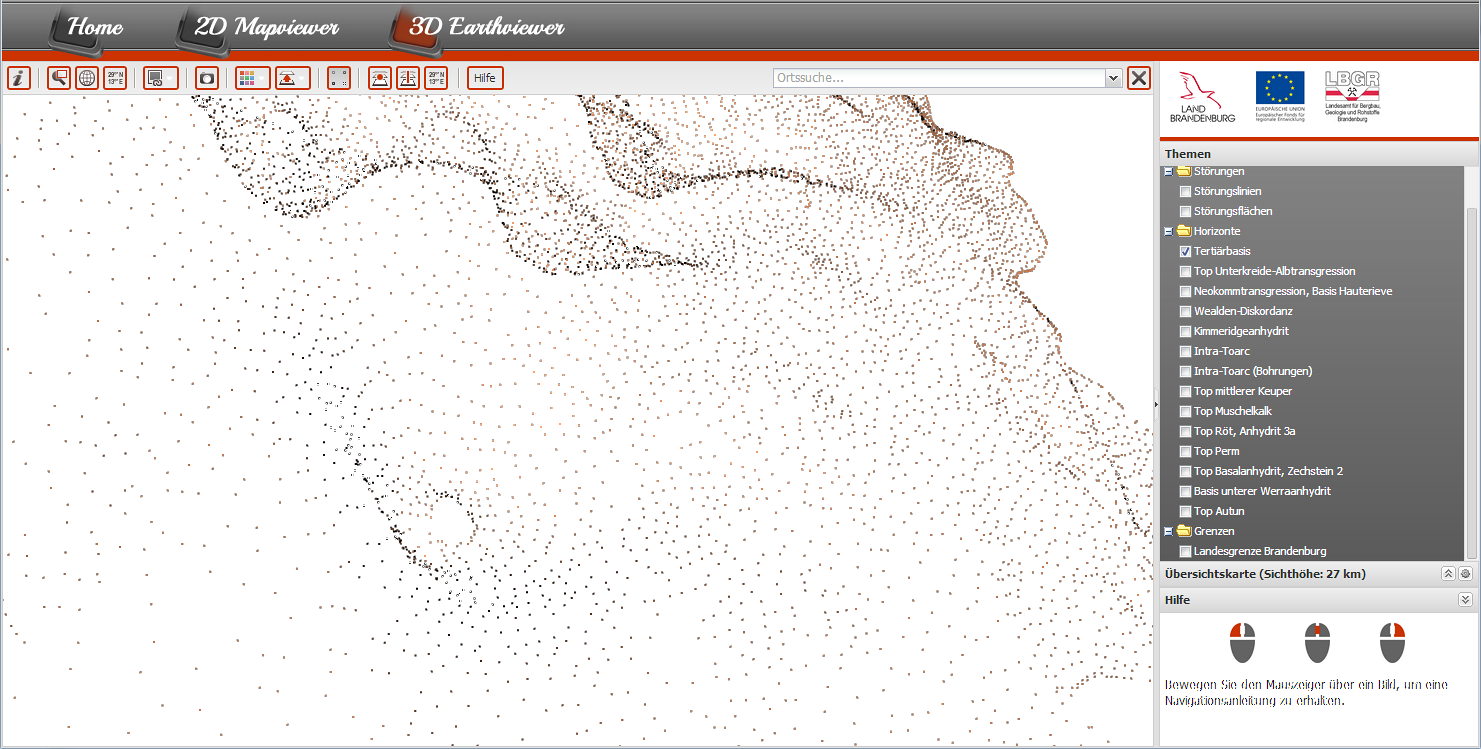 Home
2D Mapviewer
3D Earthviewer
i
29°' N
13°' E
29°' N
13°' E
Hilfe
Ortssuche...
LAND
BRANDENBURG
EUROPÄISCHE UNION
Europäischer Fonds für
regionale Entwicklung
LBGR
Landesamt für Bergbau,
Geologie und Rohstoffe
Brandenburg
Themen
Störungen
Störungslinien
Störungsflächen
Horizonte
Tertiärbasis
Top Unterkreide-Albtransgression
Neokommtransgression, Basis Hauterieve
Wealden-Diskordanz
Kimmeridgeanhydrit
Intra-Toarc
Intra-Toarc (Bohrungen)
Top mittlerer Keuper
Top Muschelkalk
Top Röt, Anhydrit 3a
Top Perm
Top Basalanhydrit, Zechstein 2
Basis unterer Werraanhydrit
Top Autun
Grenzen
Landesgrenze Brandenburg
Übersichtskarte (Sichthöhe: 27 km)
Hilfe
Bewegen Sie den Mauszeiger über ein Bild, um eine
Navigationsanleitung zu erhalten.